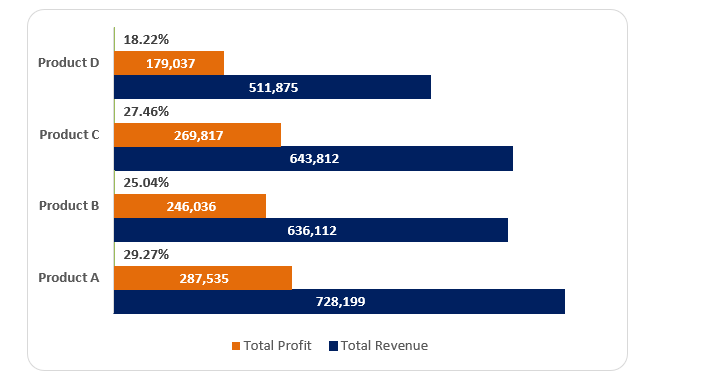 18.22%
Product D
179,037
511,875
27.46%
Product C
269,817
643,812
25.04%
Product B
246,036
636,112
29.27%
Product A
287,535
728,199
Total Profit Total Revenue